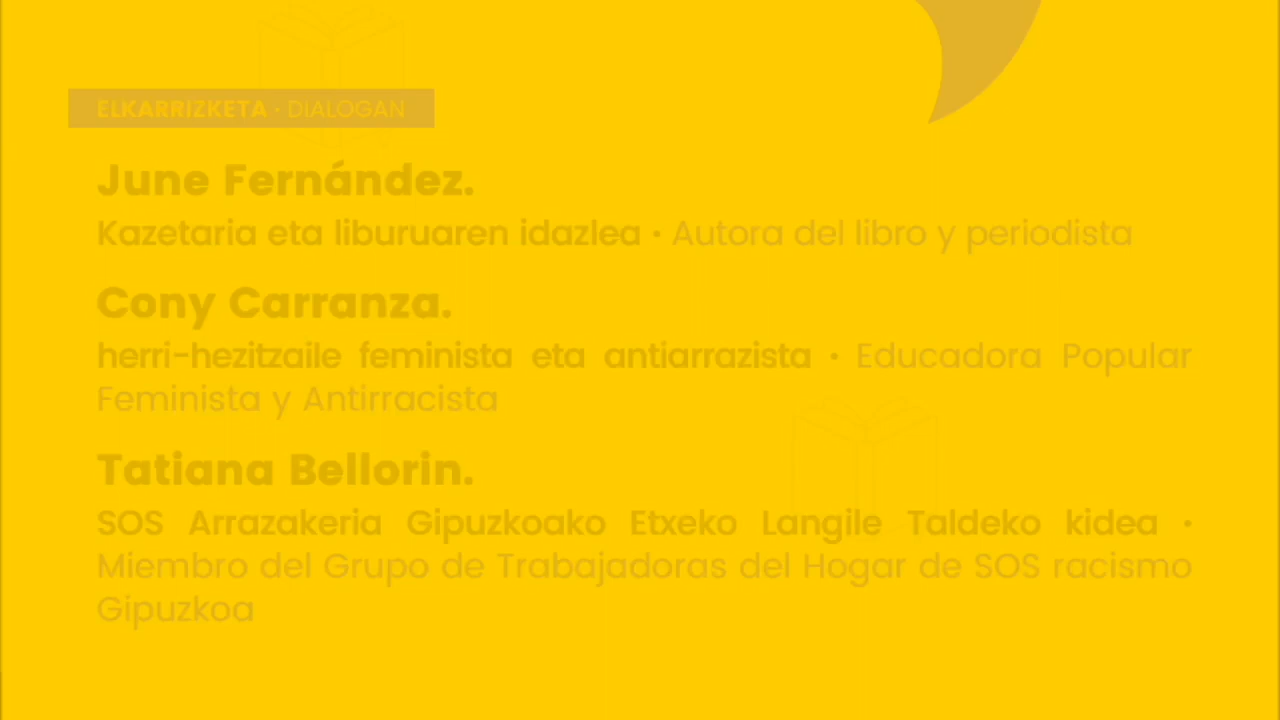 ELKARRIZKETA · DIALOGAN
June Fernández.
Kazetaria eta liburuaren idazlea · Autora del libro y periodista
Cony Carranza.
herri-hezitzaile feminista eta antiarrazista · Educadora Popular
Feminista y Antirracista
Tatiana Bellorin.
SOS Arrazakeria Gipuzkoako Etxeko Langile Taldeko kidea ·
Miembro del Grupo de Trabajadoras del Hogar de SOS racismo
Gipuzkoa